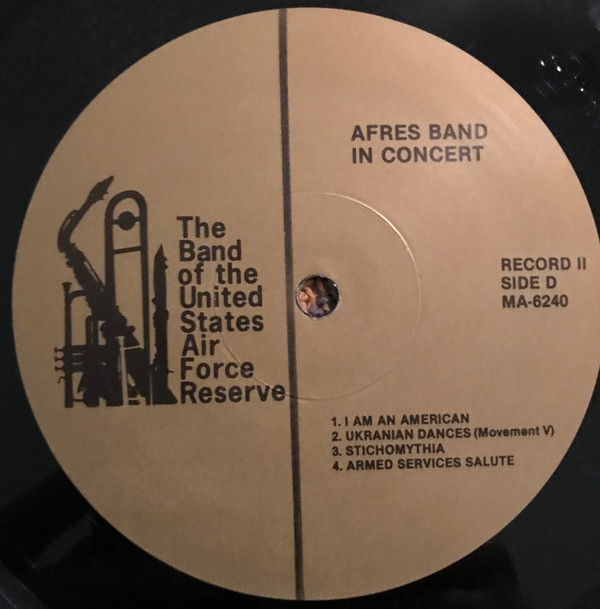 AFRES BAND
IN CONCERT
The
Band
of the
United
States
Air
Force
Reserve
RECORD II
SIDE D
MA-6240
1. I AM AN AMERICAN
2. UKRANIAN DANCES (Movement V)
3. STICHOMYTHIA
4. ARMED SERVICES SALUTE